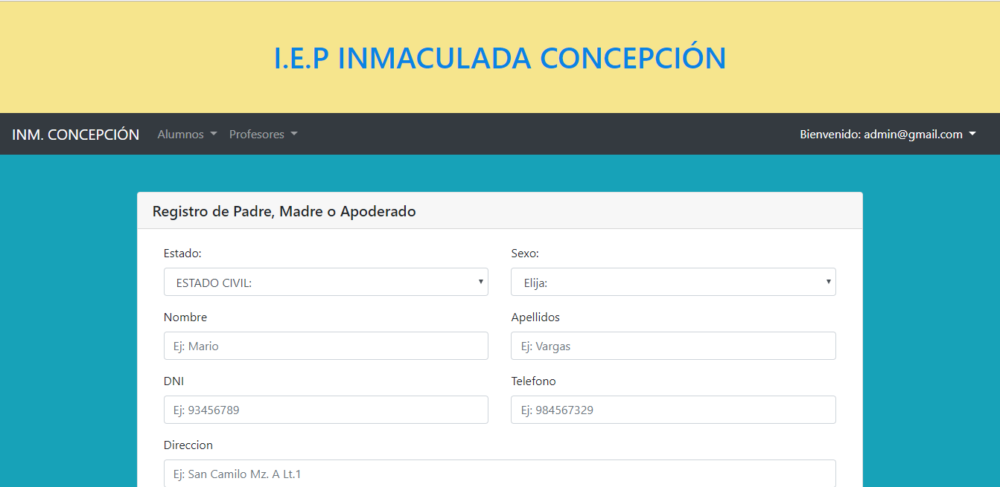 I.E.P INMACULADA CONCEPCIÓN
INM. CONCEPCIÓN Alumnos Profesores Bienvenido: admin@gmail.com
Registro de Padre, Madre o Apoderado
Estado: Sexo:
ESTADO CIVIL: Elija:
Nombre Apellidos
Ej: Mario Ej: Vargas
DNI Telefono
Ej: 93456789 Ej: 984567329
Direccion
Ej: San Camilo Mz. A Lt.1